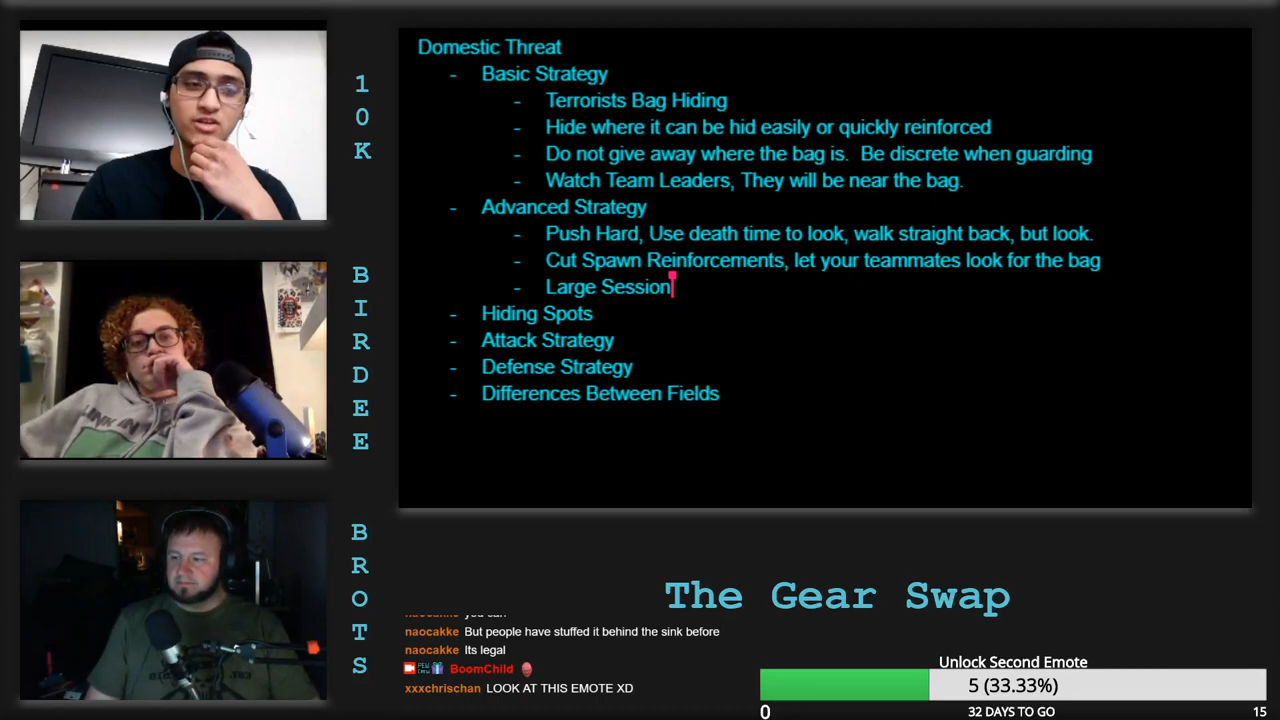 10K
BIRDEE
BROTS
Domestic Threat
- Basic Strategy
- Terrorists Bag Hiding
- Hide where it can be hid easily or quickly reinforced
- Do not give away where the bag is.  Be discrete when guarding
- Watch Team Leaders, They will be near the bag.
- Advanced Strategy
- Push Hard, Use death time to look, walk straight back, but look.
- Cut Spawn Reinforcements, let your teammates look for the bag
- Large Session
- Hiding Spots
- Attack Strategy
- Defense Strategy
- Differences Between Fields
The Gear Swap
naocakke But people have stuffed it behind the sink before
naocakke Its legal
BoomChild
xxxchrischan LOOK AT THIS EMOTE XD
Unlock Second Emote
5 (33.33%)
0 32 DAYS TO GO 15